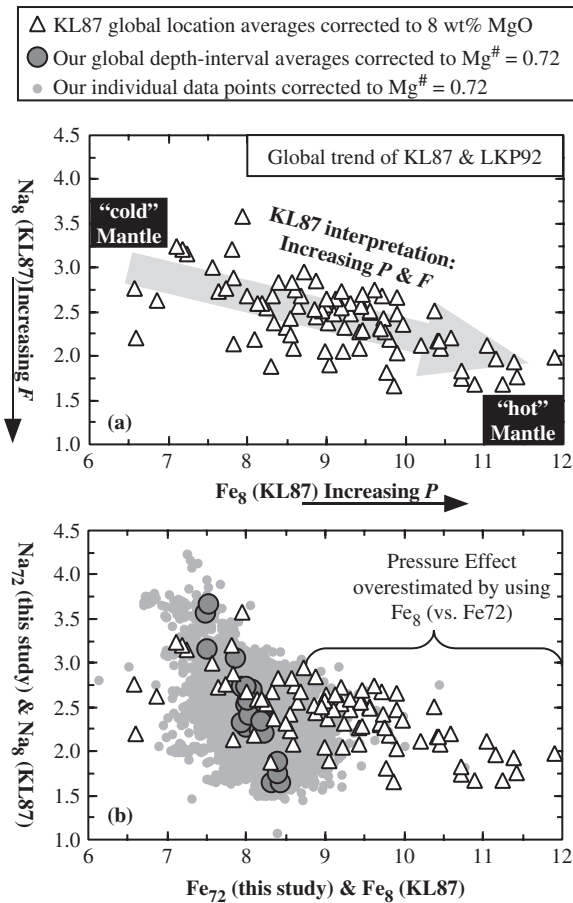 KL87 global location averages corrected to 8 wt% MgO
Our global depth-interval averages corrected to Mg# = 0.72
Our individual data points corrected to Mg# = 0.72
4.5
4.0
3.5
3.0
2.5
2.0
1.5
1.0
Na8 (KL87)Increasing F
Global trend of KL87 & LKP92
"cold"
Mantle
KL87 interpretation:
Increasing P & F
"hot"
Mantle
(a)
6 7 8 9 10 11 12
Fe8 (KL87) Increasing P
4.5
4.0
3.5
3.0
2.5
2.0
1.5
1.0
Na72 (this study) & Na8 (KL87)
Pressure Effect
overestimated by using
Fe8 (vs. Fe72)
(b)
6 7 8 9 10 11 12
Fe72 (this study) & Fe8 (KL87)